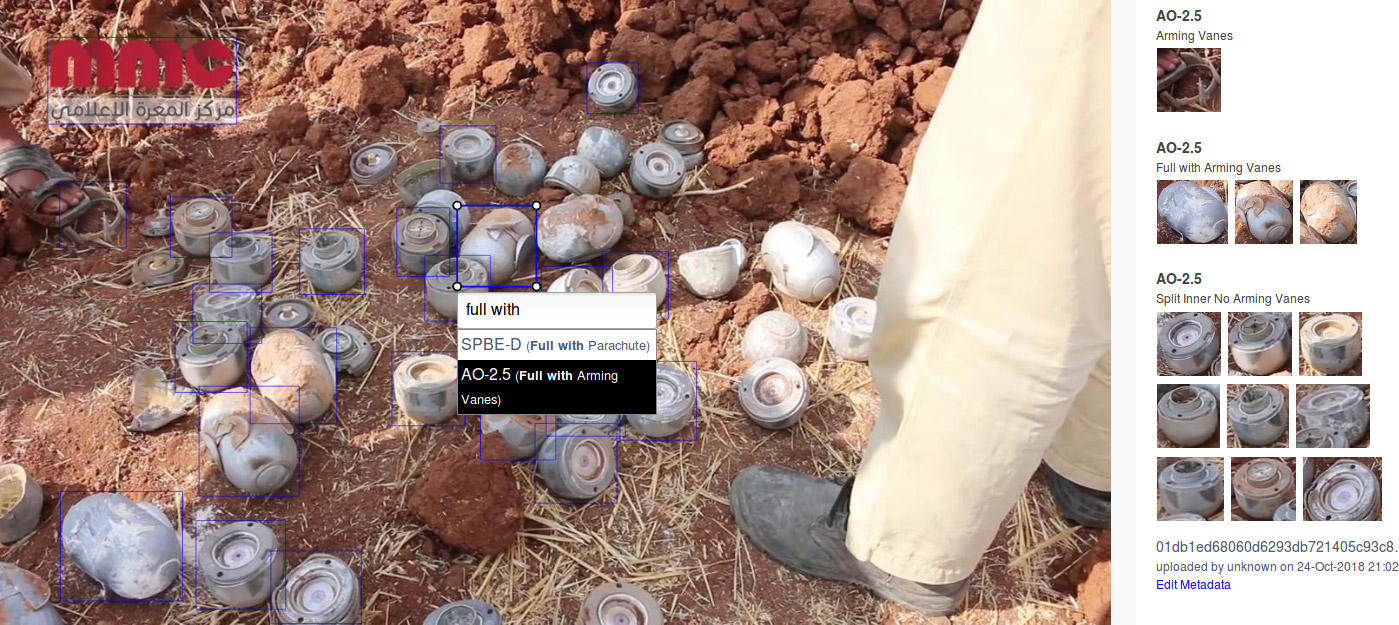 mmc
مركز المعرة الاعلامي
full with
SPBE-D (Full with Parachute)
AO-2.5 (Full with Arming
Vanes)
AO-2.5
Arming Vanes
AO-2.5
Full with Arming Vanes
AO-2.5
Split Inner No Arming Vanes
01db1ed68060d6293db721405c93c8.
uploaded by unknown on 24-Oct-2018 21:02
Edit Metadata